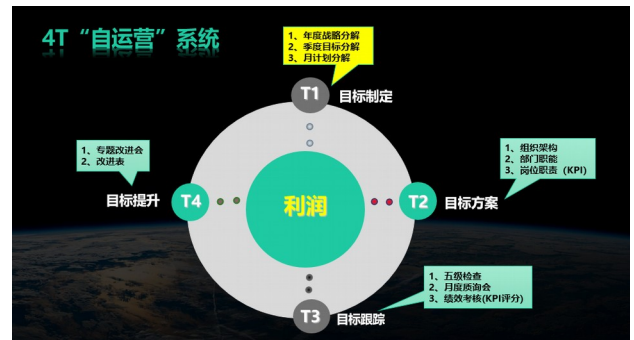 4T“自运营”系统
1、年度战略分解
2、季度目标分解
3、月计划分解
T1
目标制定
1、专题改进会
2、改进表
1、组织架构
2、部门职能
3、岗位职责（KPI）
目标提升
T4
利润
T2
目标方案
1、五级检查
2、月度质询会
3、绩效考核(KPI评分)
T3
目标跟踪